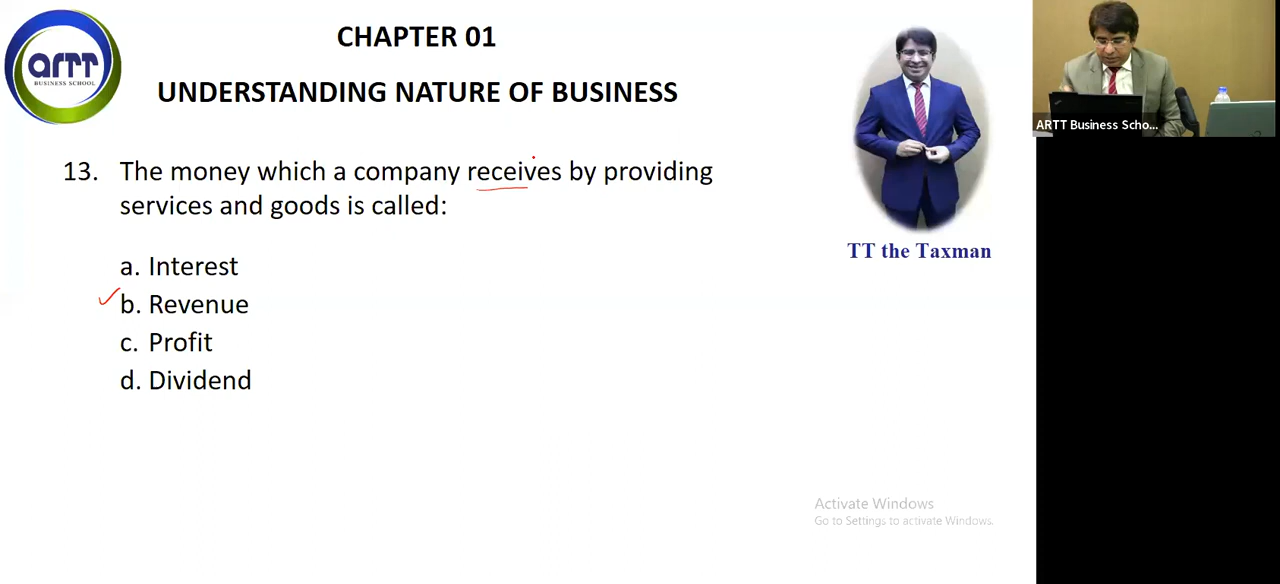 ARTT
BUSINESS SCHOOL
CHAPTER 01
UNDERSTANDING NATURE OF BUSINESS
13. The money which a company receives by providing
services and goods is called:
a. Interest
b. Revenue
c. Profit
d. Dividend
TT the Taxman
ARTT Business Scho...
Activate Windows
Go to Settings to activate Windows.